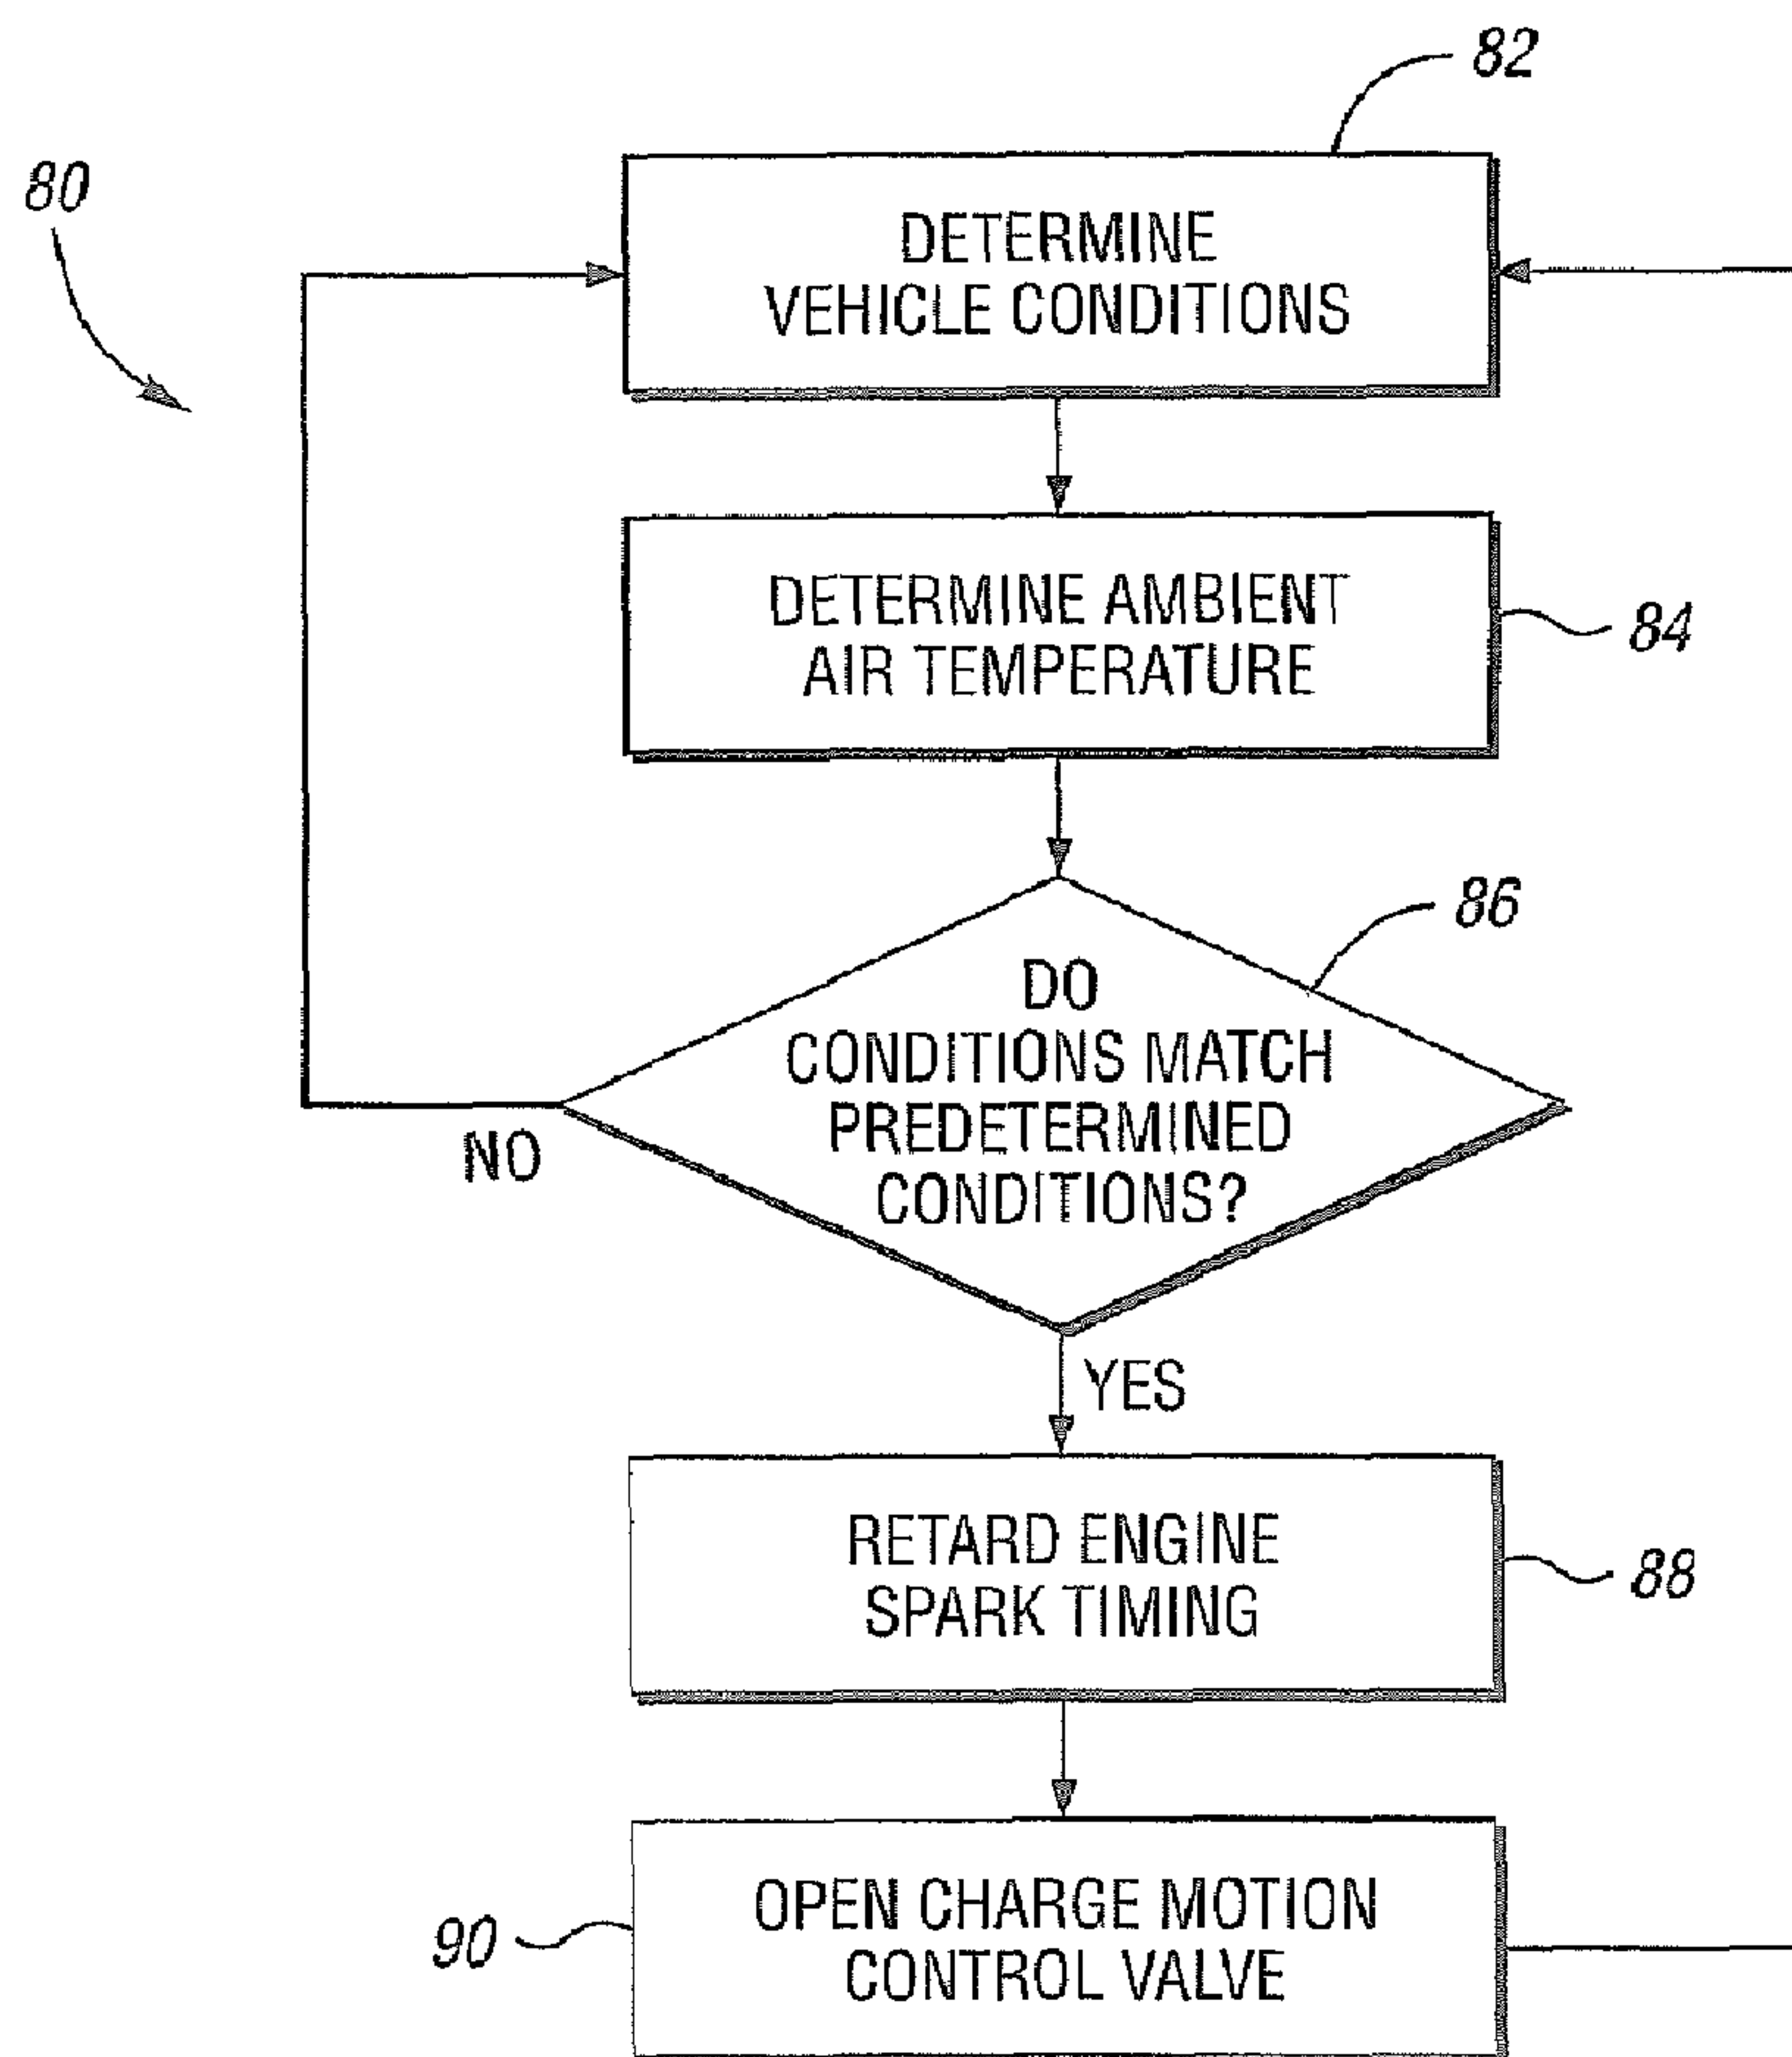 82
80
DETERMINE
VEHICLE CONDITIONS
DETERMINE AMBIENT
AIR TEMPERATURE
84
86
DO
CONDITIONS MATCH
PREDETERMINED
CONDITIONS?
NO
YES
RETARD ENGINE
SPARK TIMING
88
OPEN CHARGE MOTION
CONTROL VALVE
90